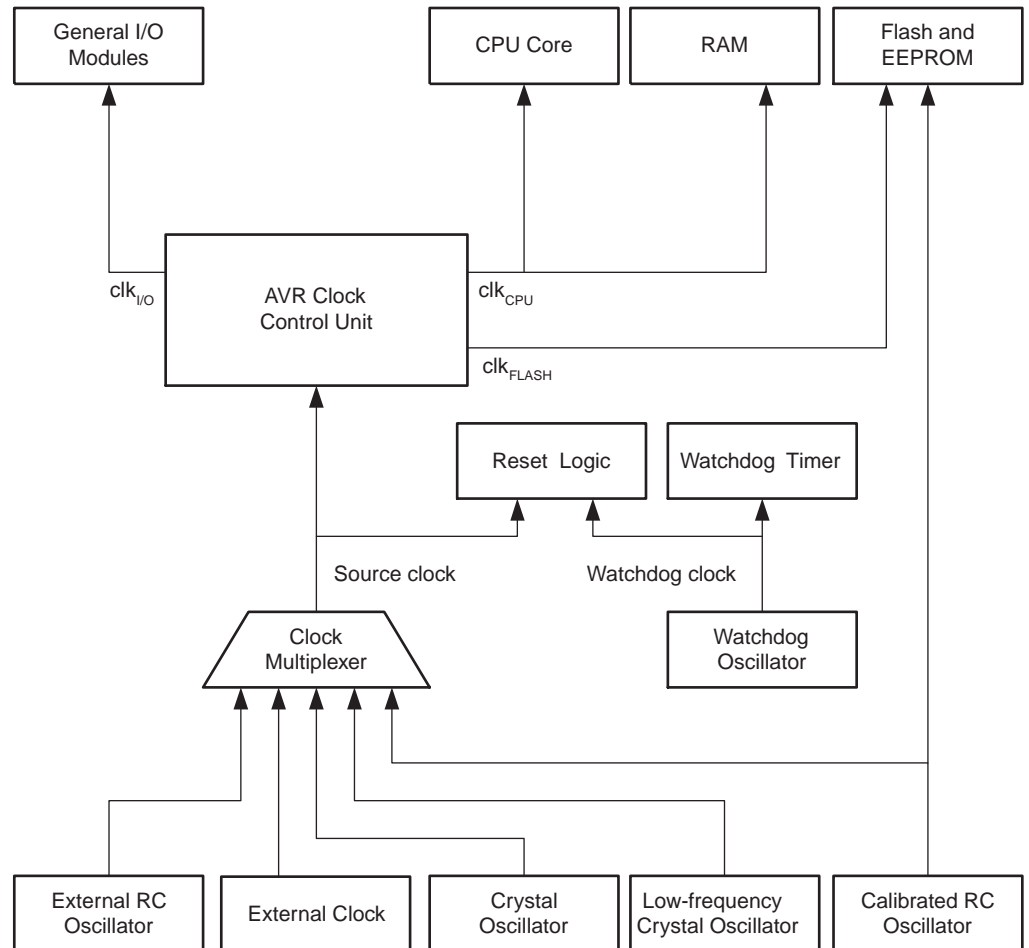 General I/O
Modules
CPU Core
RAM
Flash and
EEPROM
clkI/O
AVR Clock
Control Unit
clkCPU
clkFLASH
Reset Logic
Watchdog Timer
Source clock
Watchdog clock
Clock
Multiplexer
Watchdog
Oscillator
External RC
Oscillator
External Clock
Crystal
Oscillator
Low-frequency
Crystal Oscillator
Calibrated RC
Oscillator